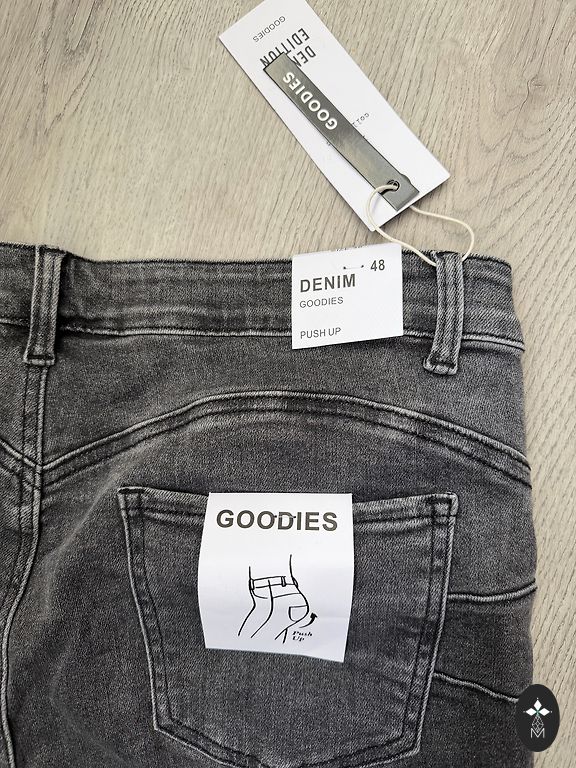 GOODIES
DENIM
EDITION
GOODIES
48
DENIM
GOODIES
PUSH UP
GOODIES
Push
Up